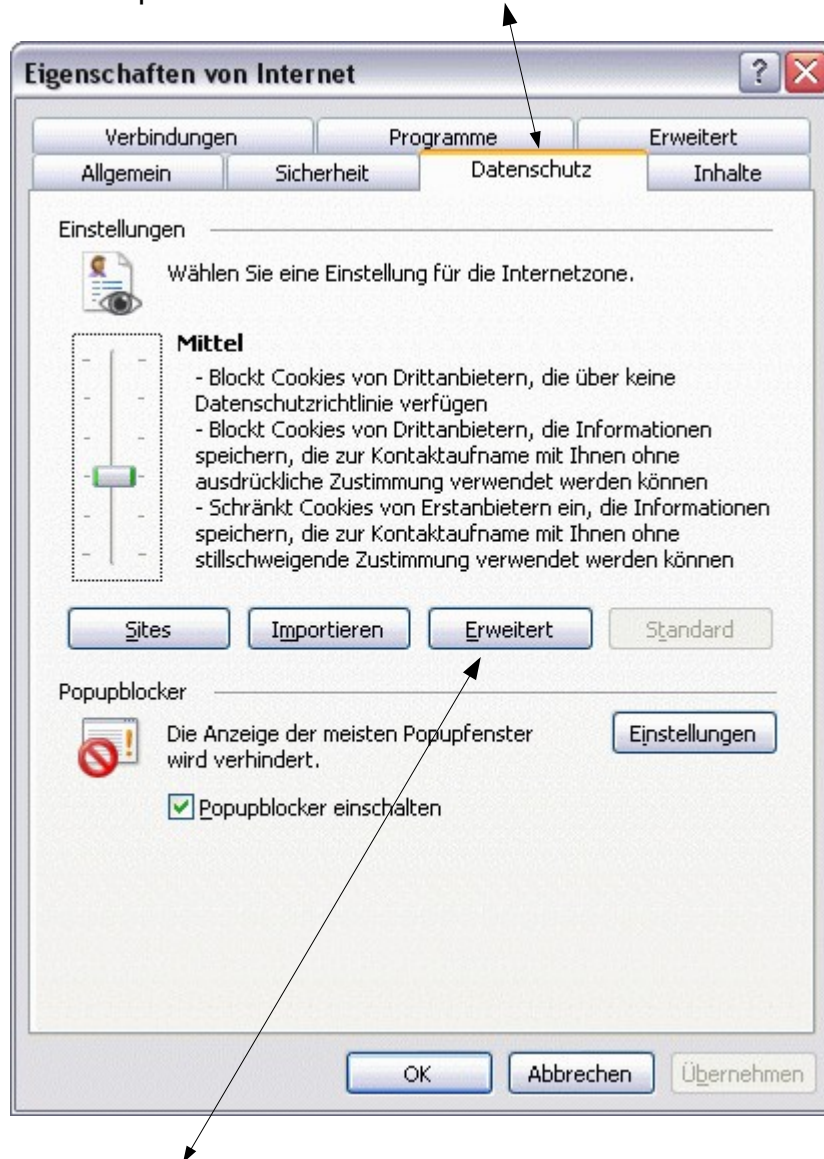 Eigenschaften von Internet
Verbindungen Programme Erweitert
Allgemein Sicherheit Datenschutz Inhalte
Einstellungen
Wählen Sie eine Einstellung für die Internetzone.
Mittel
- Blockt Cookies von Drittanbietern, die über keine
Datenschutzrichtlinie verfügen
- Blockt Cookies von Drittanbietern, die Informationen
speichern, die zur Kontaktaufname mit Ihnen ohne
ausdrückliche Zustimmung verwendet werden können
- Schränkt Cookies von Erstanbietern ein, die Informationen
speichern, die zur Kontaktaufname mit Ihnen ohne
stillschweigende Zustimmung verwendet werden können
Sites Importieren Erweitert Standard
Popupblocker
Die Anzeige der meisten Popupfenster
wird verhindert.
Einstellungen
Popupblocker einschalten
OK Abbrechen Übernehmen